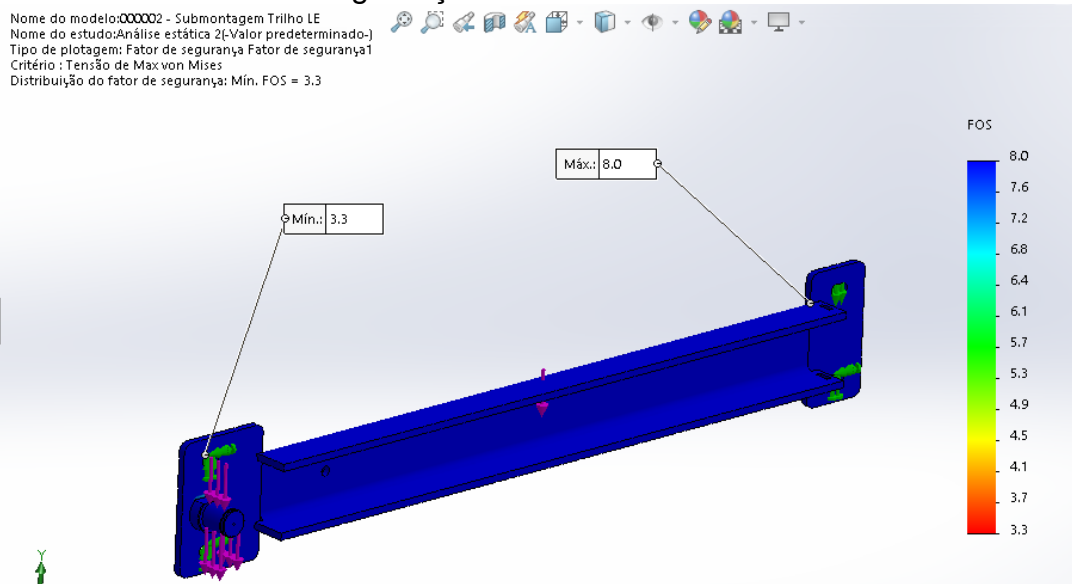 Nome do modelo:000002 - Submontagem Trilho LE
Nome do estudo:Análise estática 2(-Valor predeterminado-)
Tipo de plotagem: Fator de segurança Fator de segurança1
Critério : Tensão de Max von Mises
Distribuição do fator de segurança: Mín. FOS = 3.3
FOS
Máx.: 8.0
Mín.: 3.3
8.0
7.6
7.2
6.8
6.4
6.1
5.7
5.3
4.9
4.5
4.1
3.7
3.3
Y